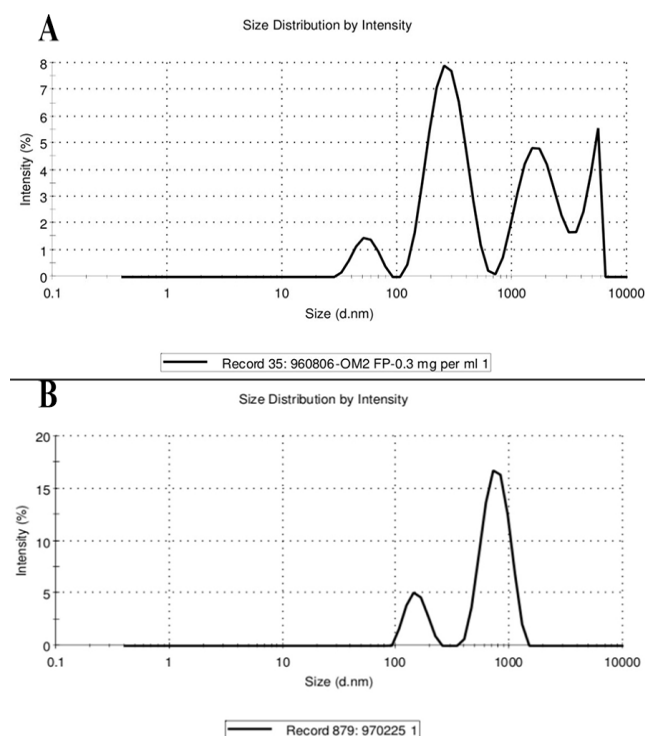 A
Size Distribution by Intensity
8
7
6
5
4
3
2
1
0
Intensity (%)
0.1 1 10 100 1000 10000
Size (d.nm)
Record 35: 960806-OM2 FP-0.3 mg per ml 1
B
Size Distribution by Intensity
20
15
10
5
0
Intensity (%)
0.1 1 10 100 1000 10000
Size (d.nm)
Record 879: 970225 1